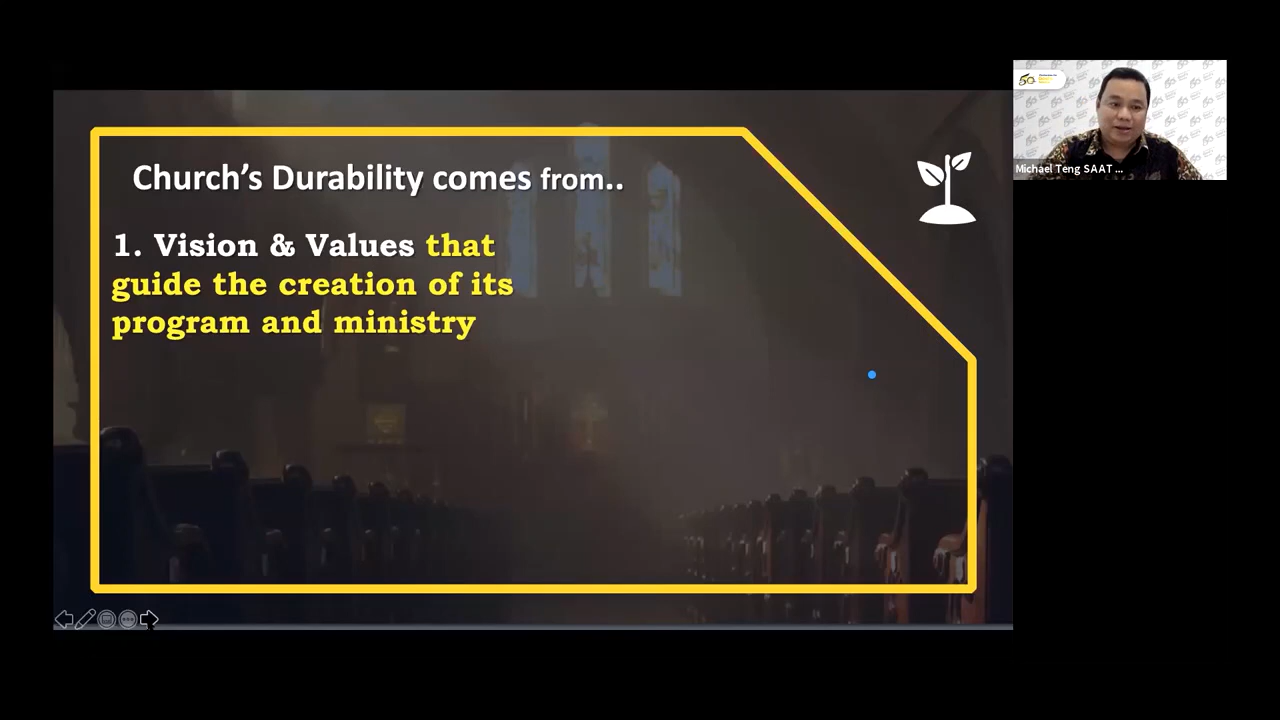 Church's Durability comes from..
1. Vision & Values that
guide the creation of its
program and ministry
50
Michael Teng SAAT ...